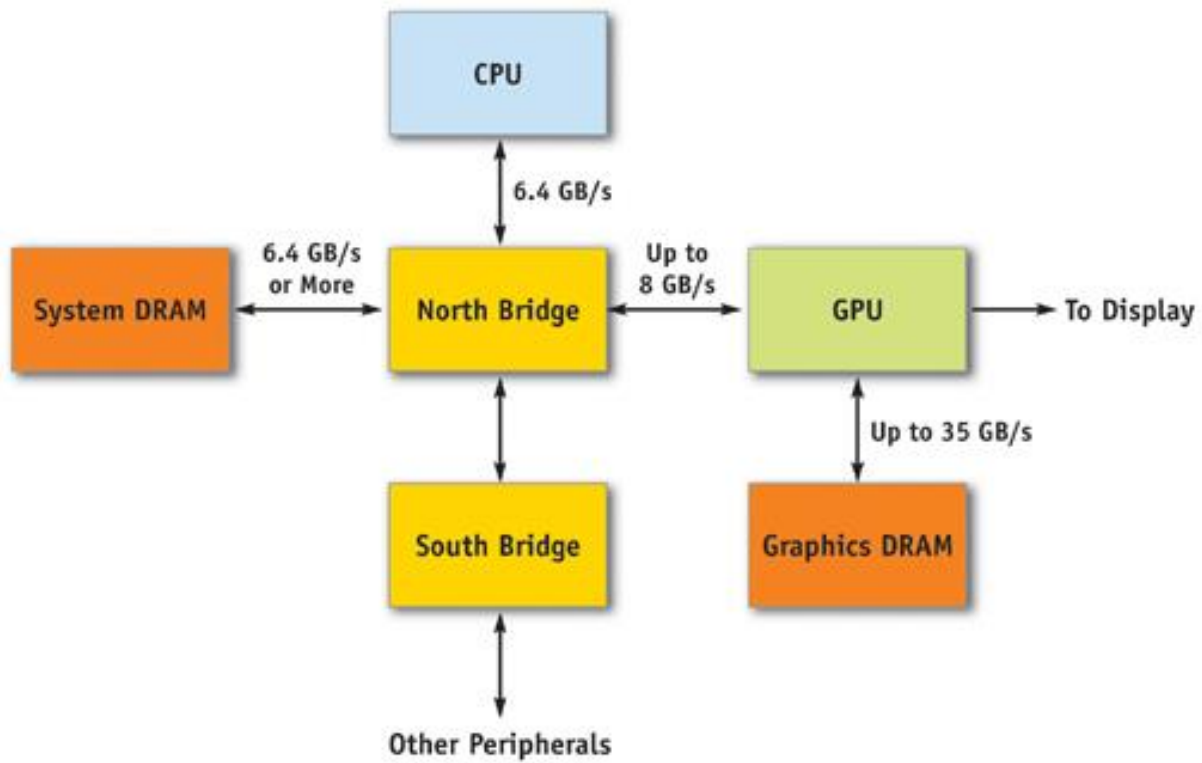 CPU
6.4 GB/s
6.4 GB/s
or More
Up to
8 GB/s
System DRAM
North Bridge
GPU
To Display
Up to 35 GB/s
South Bridge
Graphics DRAM
Other Peripherals